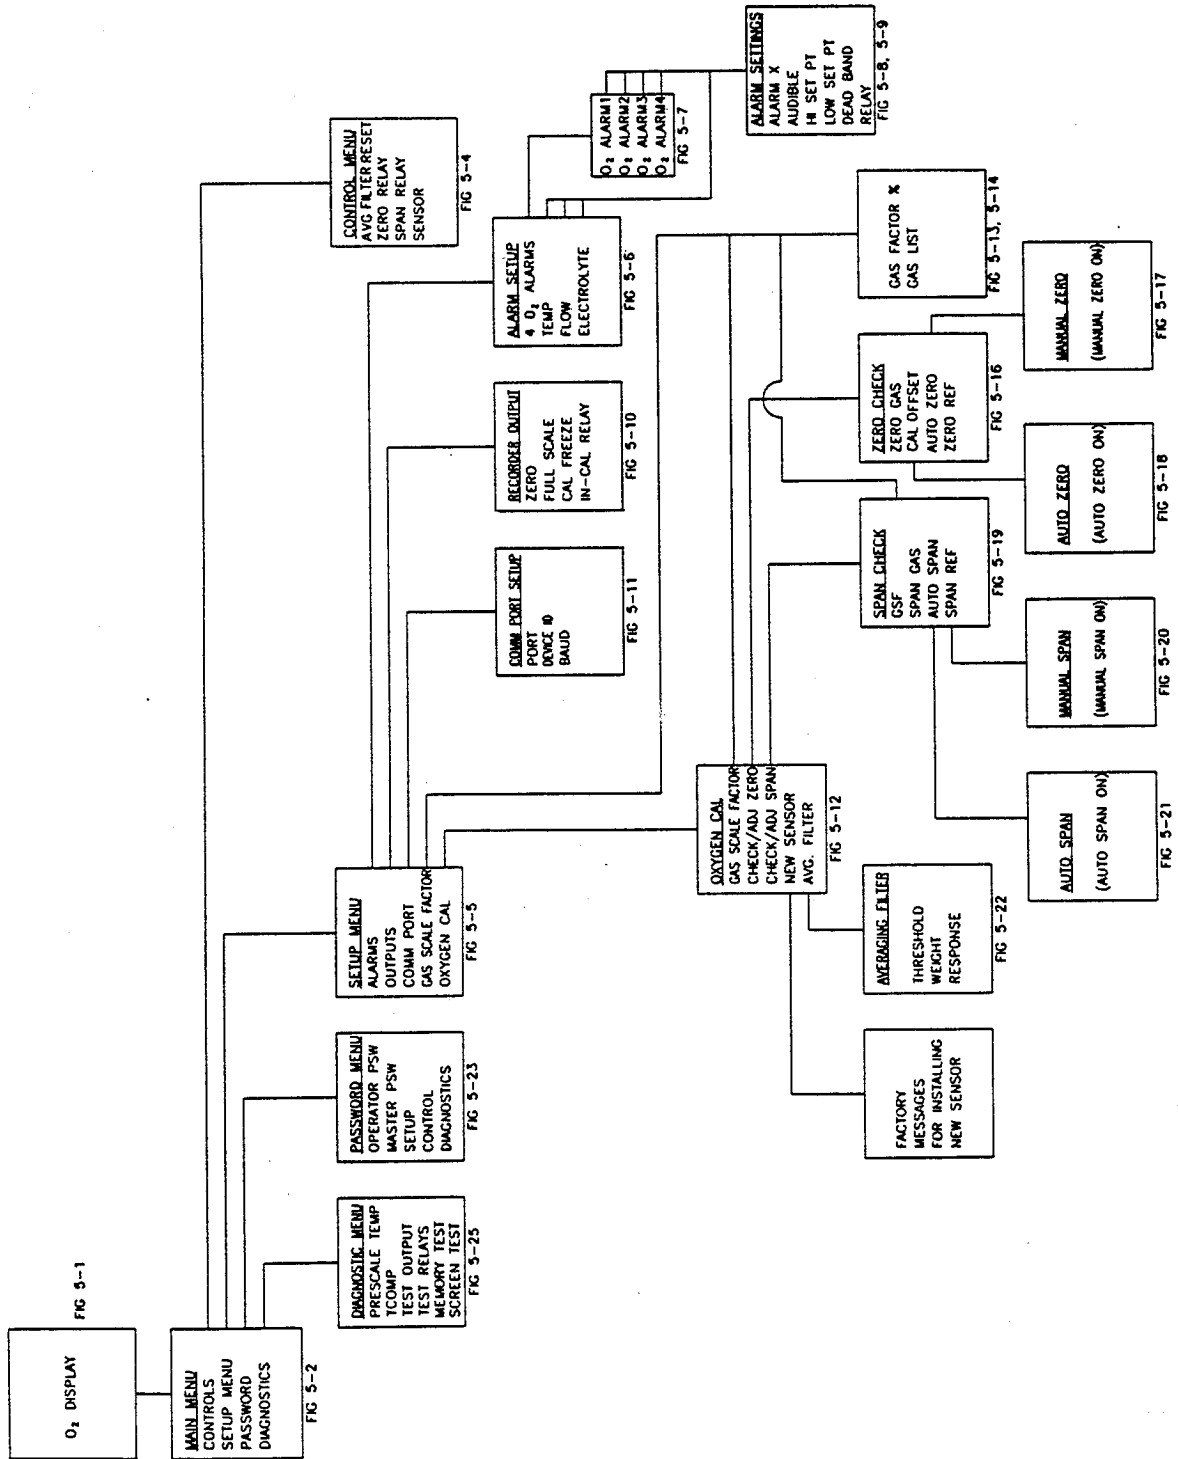 O₂ DISPLAY
FIG 5-1
MAIN MENU
CONTROLS
SETUP MENU
PASSWORD
DIAGNOSTICS
FIG 5-2
CONTROL MENU
AVG FILTER RESET
ZERO RELAY
SPAN RELAY
SENSOR
FIG 5-4
SETUP MENU
ALARMS
OUTPUTS
COMM PORT
GAS SCALE FACTOR
OXYGEN CAL
FIG 5-5
PASSWORD MENU
OPERATOR PSW
MASTER PSW
SETUP
CONTROL
DIAGNOSTICS
FIG 5-23
DIAGNOSTIC MENU
PRESCALE TEMP
TCOMP
TEST OUTPUT
TEST RELAYS
MEMORY TEST
SCREEN TEST
FIG 5-25
ALARM SETUP
4 O₂ ALARMS
TEMP
FLOW
ELECTROLYTE
FIG 5-6
O₂ ALARM1
O₂ ALARM2
O₂ ALARM3
O₂ ALARM4
FIG 5-7
ALARM SETTINGS
ALARM X
AUDIBLE
HI SET PT
LOW SET PT
DEAD BAND
RELAY
FIG 5-8, 5-9
RECORDER OUTPUT
ZERO
FULL SCALE
CAL FREEZE
IN-CAL RELAY
FIG 5-10
COMM PORT SETUP
PORT
DEVICE ID
BAUD
FIG 5-11
OXYGEN CAL
GAS SCALE FACTOR
CHECK/ADJ ZERO
CHECK/ADJ SPAN
NEW SENSOR
AVG. FILTER
FIG 5-12
GAS FACTOR %
GAS LIST
FIG 5-13, 5-14
ZERO CHECK
ZERO GAS
CAL OFFSET
AUTO ZERO
ZERO REF
FIG 5-16
SPAN CHECK
GSF
SPAN GAS
AUTO SPAN
SPAN REF
FIG 5-19
AVERAGING FILTER
THRESHOLD
WEIGHT
RESPONSE
FIG 5-22
FACTORY
MESSAGES
FOR INSTALLING
NEW SENSOR
MANUAL ZERO
(MANUAL ZERO ON)
FIG 5-17
AUTO ZERO
(AUTO ZERO ON)
FIG 5-18
MANUAL SPAN
(MANUAL SPAN ON)
FIG 5-20
AUTO SPAN
(AUTO SPAN ON)
FIG 5-21